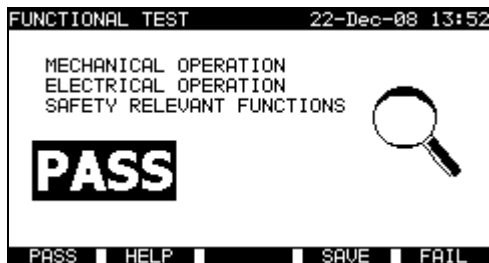 FUNCTIONAL TEST 22-Dec-08 13:52
MECHANICAL OPERATION
ELECTRICAL OPERATION
SAFETY RELEVANT FUNCTIONS
PASS
PASS HELP SAVE FAIL